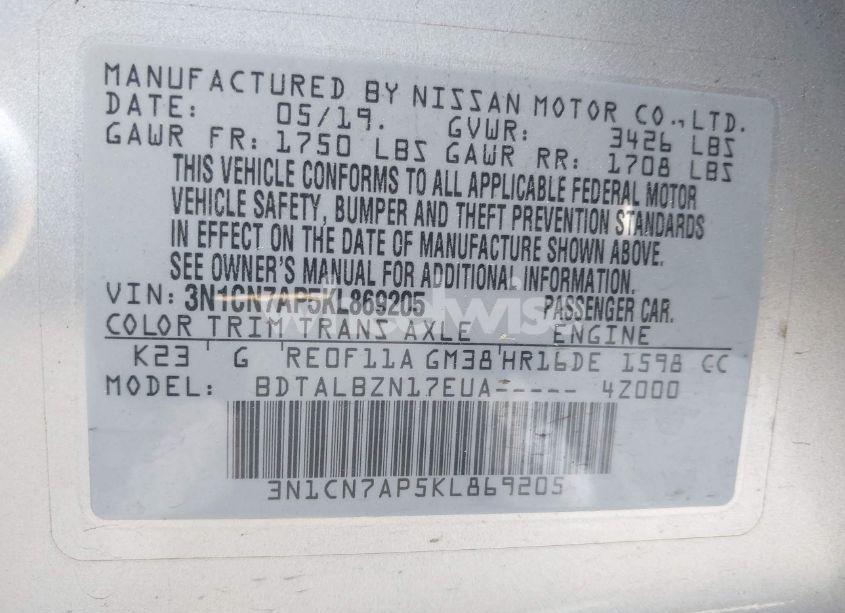 MANUFACTURED BY NISSAN MOTOR CO.,LTD.
DATE: 05/19. GVWR: 3426 LBS
GAWR FR: 1750 LBS GAWR RR: 1708 LBS
THIS VEHICLE CONFORMS TO ALL APPLICABLE FEDERAL MOTOR
VEHICLE SAFETY, BUMPER AND THEFT PREVENTION STANDARDS
IN EFFECT ON THE DATE OF MANUFACTURE SHOWN ABOVE.
SEE OWNER'S MANUAL FOR ADDITIONAL INFORMATION.
VIN: 3N1CN7AP5KL869205 PASSENGER CAR.
COLOR TRIM TRANS AXLE ENGINE
K23 G RE0F11A GM38 HR16DE 1598 CC
MODEL: BDTALBZN17EUA----- 4Z000
3N1CN7AP5KL869205